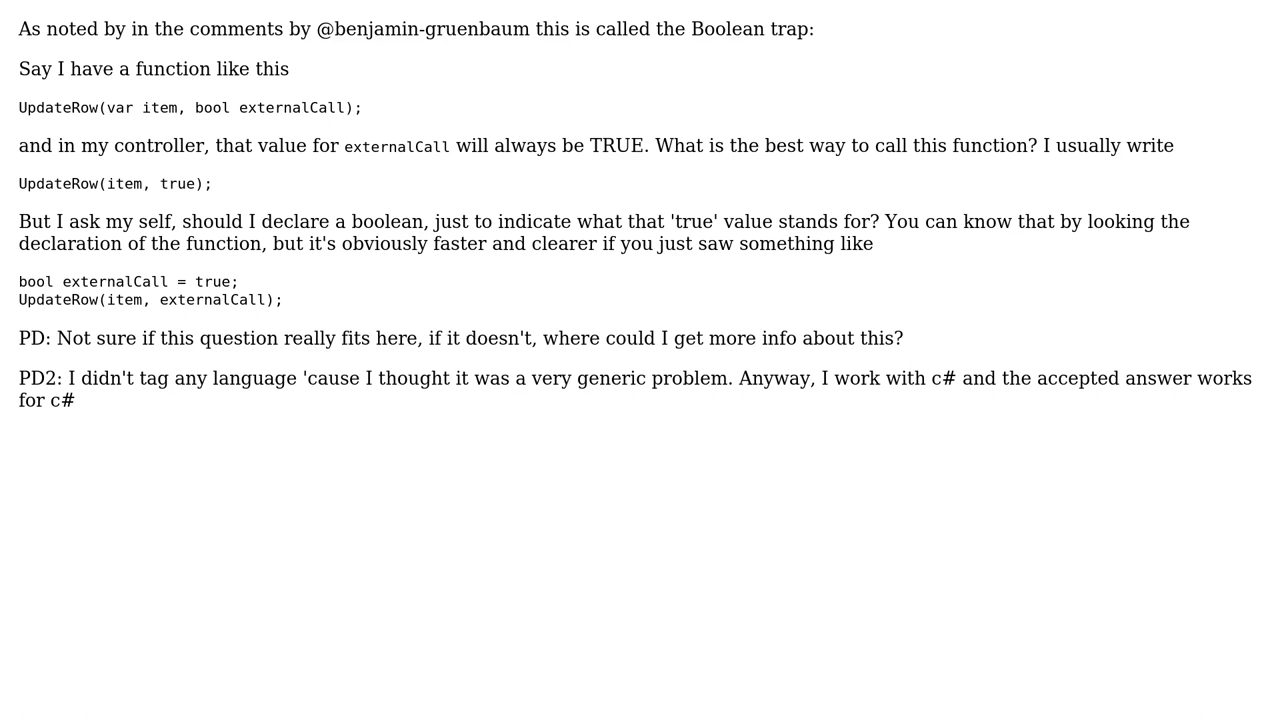 As noted by in the comments by @benjamin-gruenbaum this is called the Boolean trap:
Say I have a function like this
UpdateRow(var item, bool externalCall);
and in my controller, that value for externalCall will always be TRUE. What is the best way to call this function? I usually write
UpdateRow(item, true);
But I ask my self, should I declare a boolean, just to indicate what that 'true' value stands for? You can know that by looking the
declaration of the function, but it's obviously faster and clearer if you just saw something like
bool externalCall = true;
UpdateRow(item, externalCall);
PD: Not sure if this question really fits here, if it doesn't, where could I get more info about this?
PD2: I didn't tag any language 'cause I thought it was a very generic problem. Anyway, I work with c# and the accepted answer works
for c#